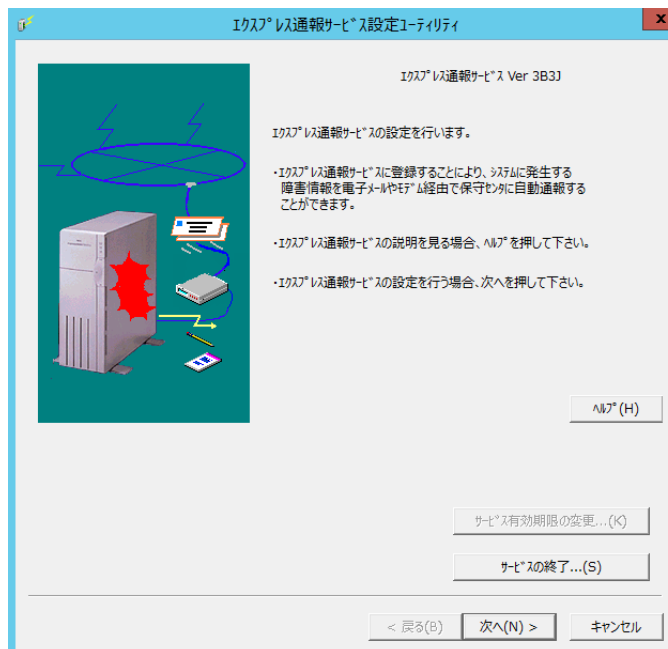 エクスプレス通報サービス設定ユーティリティ
x
エクスプレス通報サービス Ver 3B3J
エクスプレス通報サービスの設定を行います。
・エクスプレス通報サービスに登録することにより、システムに発生する
障害情報を電子メールやモデム経由で保守センタに自動通報する
ことができます。
・エクスプレス通報サービスの説明を見る場合、ヘルプを押して下さい。
・エクスプレス通報サービスの設定を行う場合、次へを押して下さい。
ヘルプ(H)
サービス有効期限の変更...(K)
サービスの終了...(S)
< 戻る(B)
次へ(N) >
キャンセル